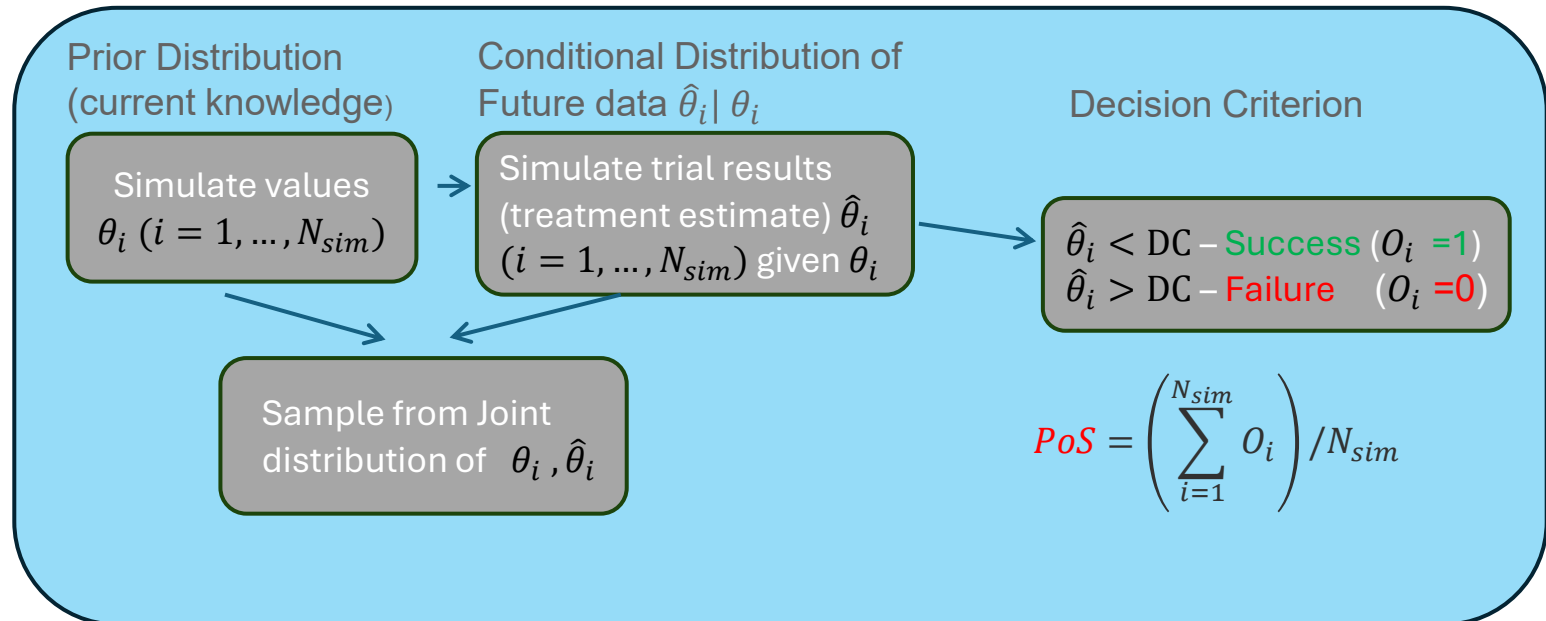 Prior Distribution
(current knowledge)
Simulate values
θᵢ (i = 1, … , Nₛᵢₘ)
Conditional Distribution of
Future data θ̂ᵢ| θᵢ
Simulate trial results
(treatment estimate) θ̂ᵢ
(i = 1, … , Nₛᵢₘ) given θᵢ
Sample from Joint
distribution of θᵢ , θ̂ᵢ
Decision Criterion
θ̂ᵢ < DC – Success (Oᵢ =1)
θ̂ᵢ > DC – Failure (Oᵢ =0)
PoS = (∑ᵢ₌₁^{Nₛᵢₘ} Oᵢ) /Nₛᵢₘ